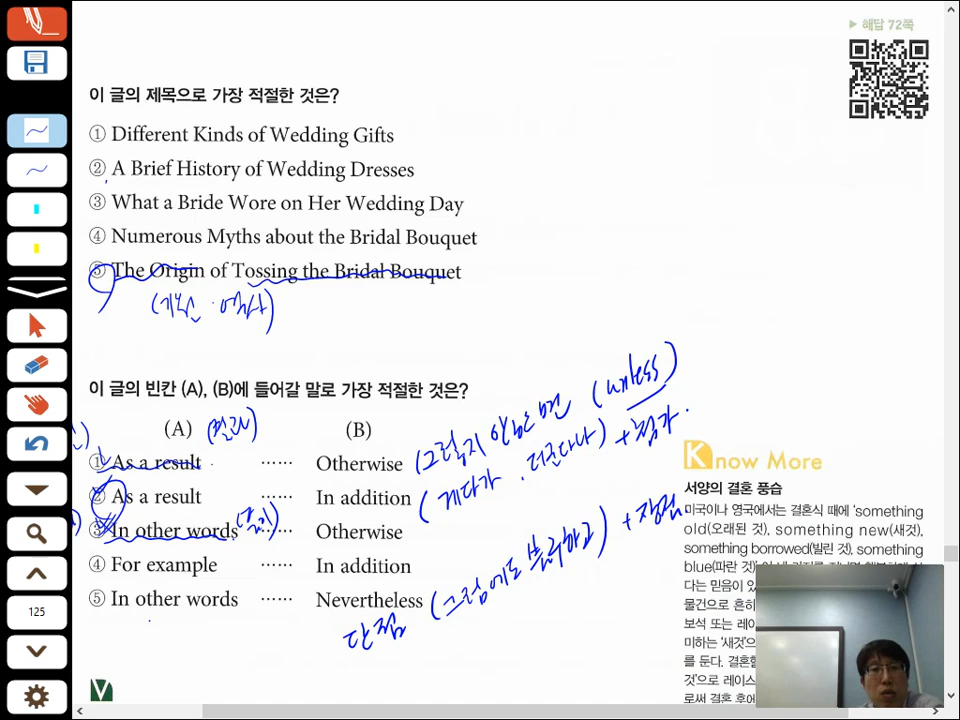 ▶ 해답 72쪽
이 글의 제목으로 가장 적절한 것은?
① Different Kinds of Wedding Gifts
② A Brief History of Wedding Dresses
③ What a Bride Wore on Her Wedding Day
④ Numerous Myths about the Bridal Bouquet
⑤ The Origin of Tossing the Bridal Bouquet
(기원 · 역사)
이 글의 빈칸 (A), (B)에 들어갈 말로 가장 적절한 것은?
(A) (B)
① As a result ······ Otherwise (그렇지 않으면 (unless)
② As a result ······ In addition (게다가 . 더군다나) + 첨가.
③ In other words ······ Otherwise
④ For example ······ In addition
⑤ In other words ······ Nevertheless (그럼에도 불구하고) + 장점
단점
Know More
서양의 결혼 풍습
미국이나 영국에서는 결혼식 때에 'something
old(오래된 것), something new(새것),
something borrowed(빌린 것), something
blue(파란 것)'
다는 믿음이 있
물건으로 흔히
보석 또는 레이
미하는 '새것'으
를 둔다. 결혼함
것'으로 레이스
로써 결혼 후에
125